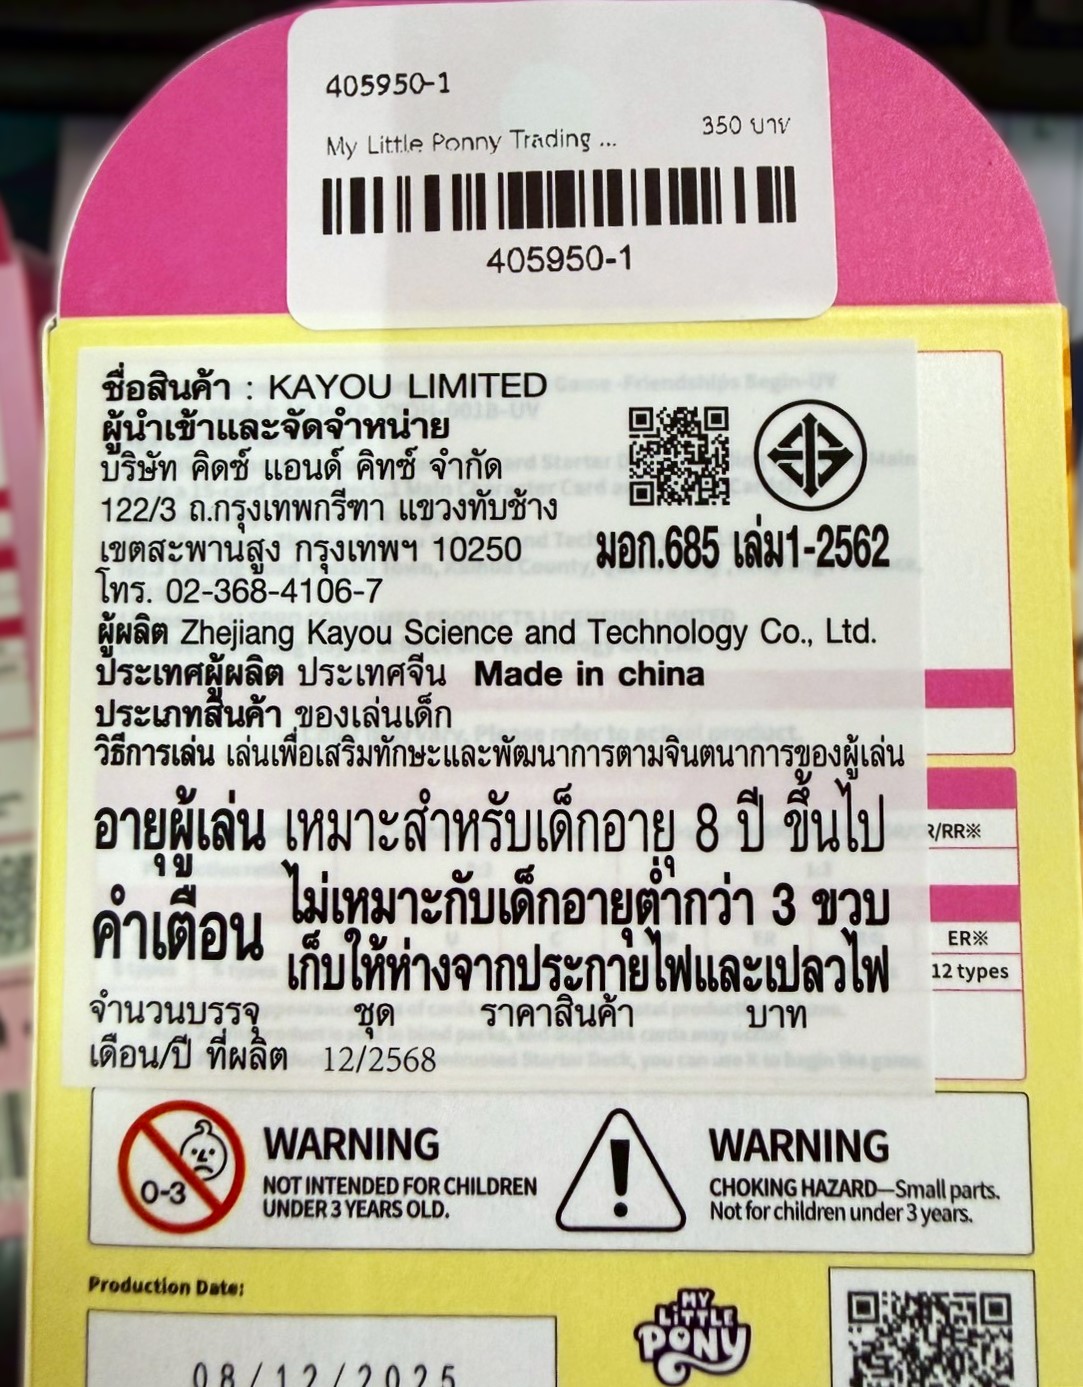 405950-1
My Little Ponny Trading ... 350 บาท
405950-1
ชื่อสินค้า : KAYOU LIMITED
ผู้นำเข้าและจัดจำหน่าย
บริษัท คิดซ์ แอนด์ คิทซ์ จำกัด
122/3 ถ.กรุงเทพกรีฑา แขวงทับช้าง
เขตสะพานสูง กรุงเทพฯ 10250
มอก.685 เล่ม1-2562
โทร. 02-368-4106-7
ผู้ผลิต Zhejiang Kayou Science and Technology Co., Ltd.
ประเทศผู้ผลิต ประเทศจีน Made in china
ประเภทสินค้า ของเล่นเด็ก
วิธีการเล่น เล่นเพื่อเสริมทักษะและพัฒนาการตามจินตนาการของผู้เล่น
อายุผู้เล่น เหมาะสำหรับเด็กอายุ 8 ปี ขึ้นไป
คำเตือน ไม่เหมาะกับเด็กอายุต่ำกว่า 3 ขวบ
เก็บให้ห่างจากประกายไฟและเปลวไฟ
จำนวนบรรจุ ชุด ราคาสินค้า บาท
เดือน/ปี ที่ผลิต 12/2568
R/RR※
ER※
12 types
0-3
WARNING
NOT INTENDED FOR CHILDREN
UNDER 3 YEARS OLD.
WARNING
CHOKING HAZARD—Small parts.
Not for children under 3 years.
Production Date:
08/12/2025
MY
LITTLE
PONY